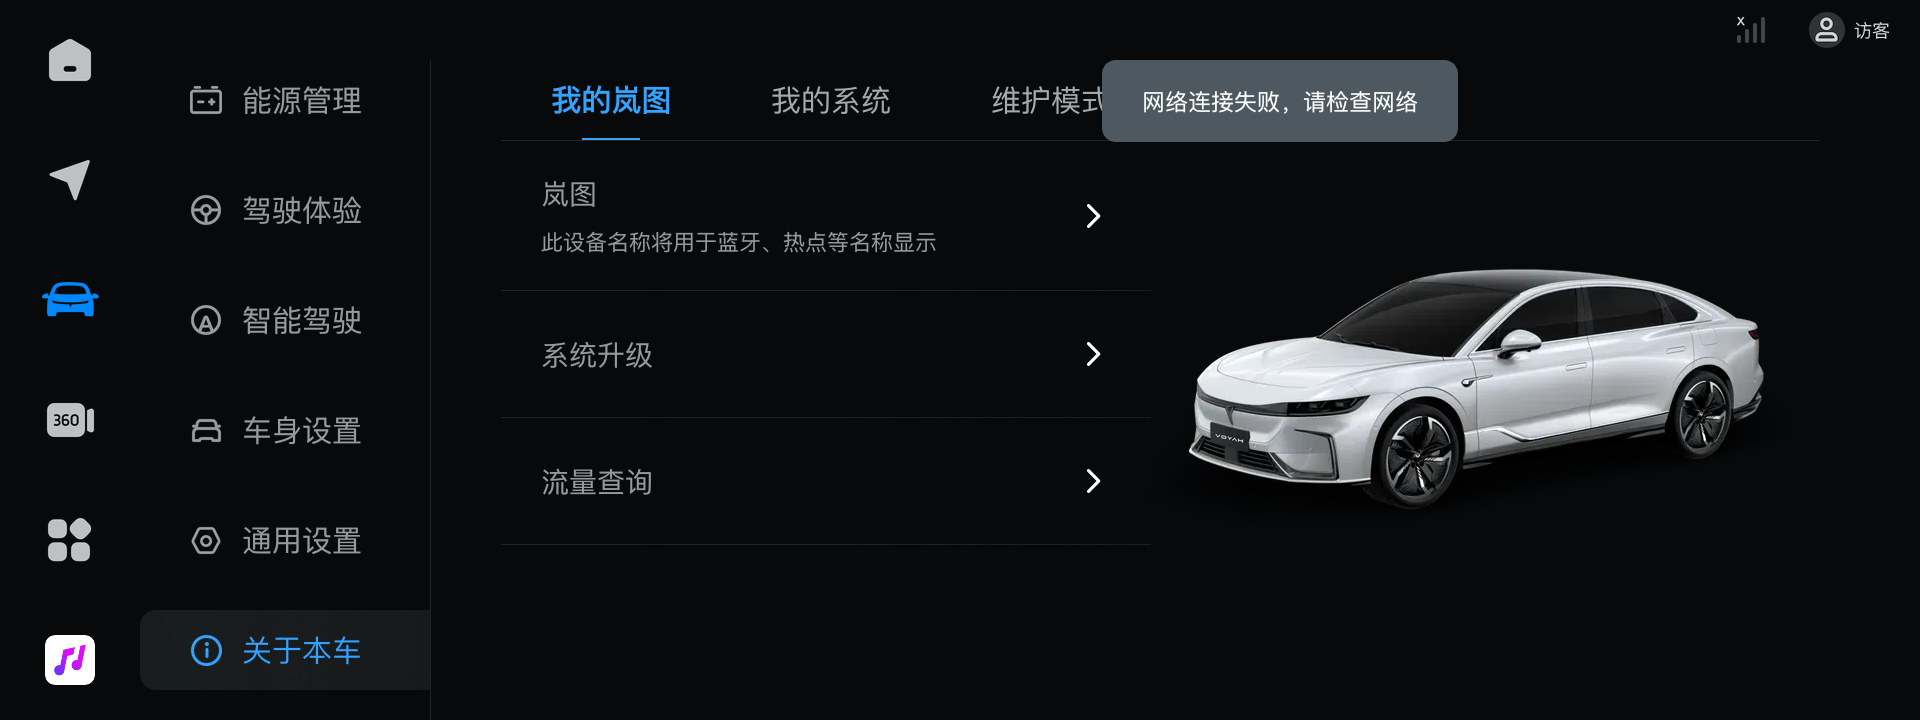 x
访客
能源管理
驾驶体验
智能驾驶
车身设置
通用设置
关于本车
360
我的岚图
我的系统
维护模式
网络连接失败，请检查网络
岚图
此设备名称将用于蓝牙、热点等名称显示
系统升级
流量查询
VOYAH